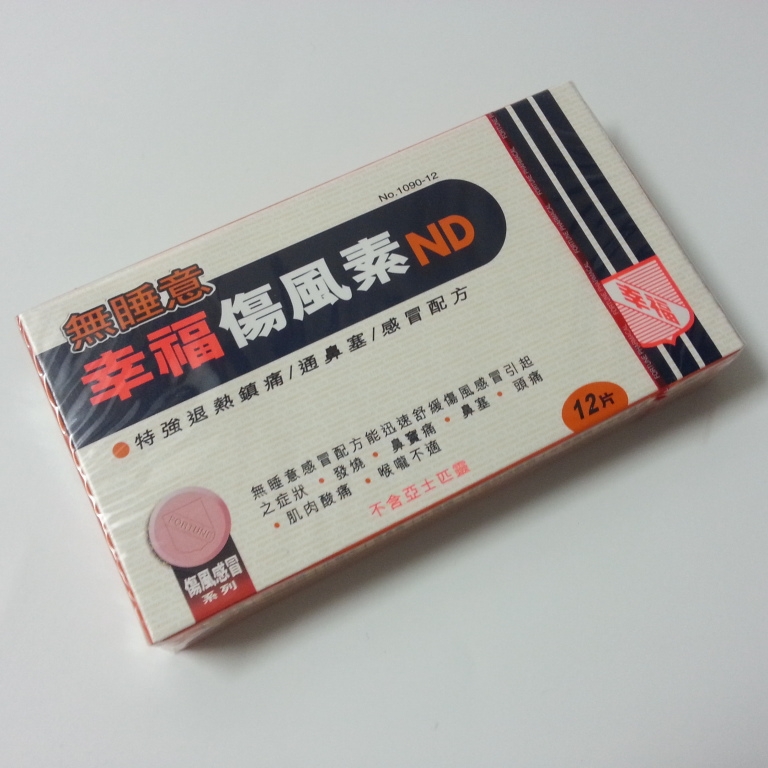 No.1090-12
無睡意
幸福傷風素ND
特強退熱鎮痛/通鼻塞/感冒配方
幸福
12片
無睡意感冒配方能迅速舒緩傷風感冒引起
之症狀•發燒•鼻竇痛•鼻塞•頭痛
•肌肉酸痛•喉嚨不適
不含亞士匹靈
FORTUNE
傷風感冒
系列